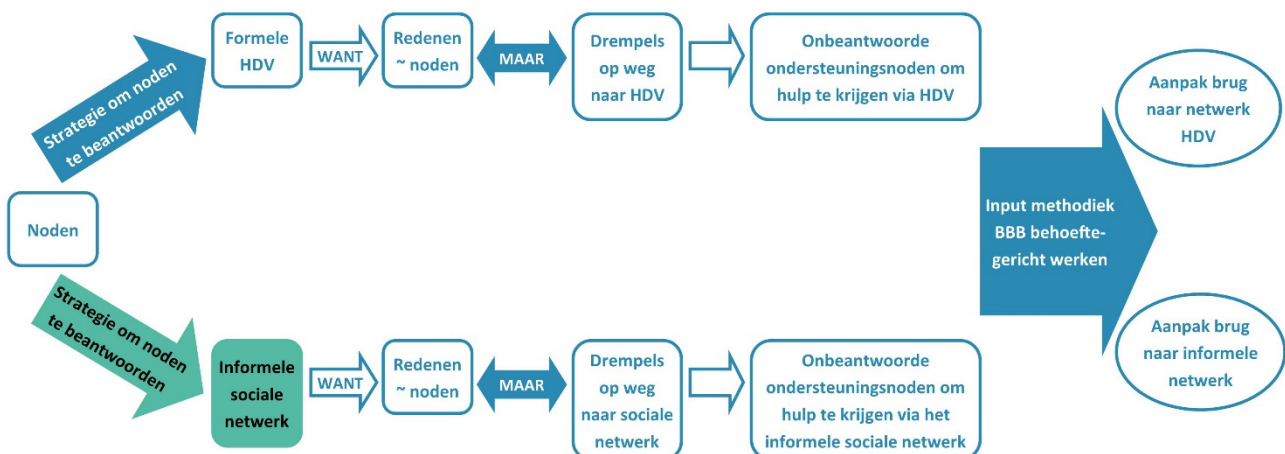 Strategie om noden
te beantwoorden
Formele
HDV
WANT
Redenen
~ noden
MAAR
Drempels
op weg
naar HDV
Onbeantwoorde
ondersteuningsnoden om
hulp te krijgen via HDV
Noden
Strategie om noden
te beantwoorden
Informele
sociale
netwerk
WANT
Redenen
~ noden
MAAR
Drempels
op weg
naar sociale
netwerk
Onbeantwoorde
ondersteuningsnoden om
hulp te krijgen via het
informele sociale netwerk
Input methodiek
BBB behoefte-
gericht werken
Aanpak brug
naar netwerk
HDV
Aanpak brug
naar informele
netwerk